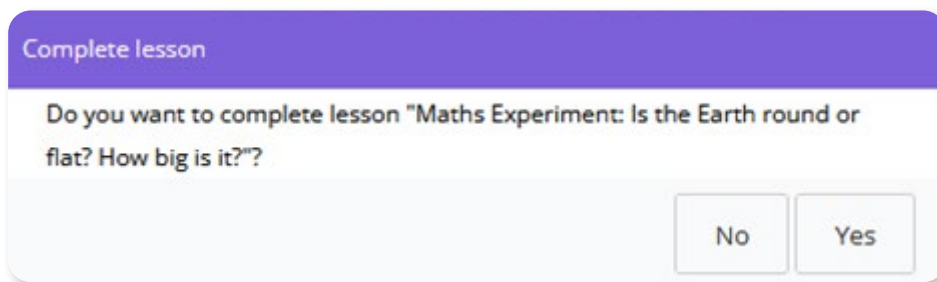 Complete lesson
Do you want to complete lesson "Maths Experiment: Is the Earth round or
flat? How big is it?"?
No Yes